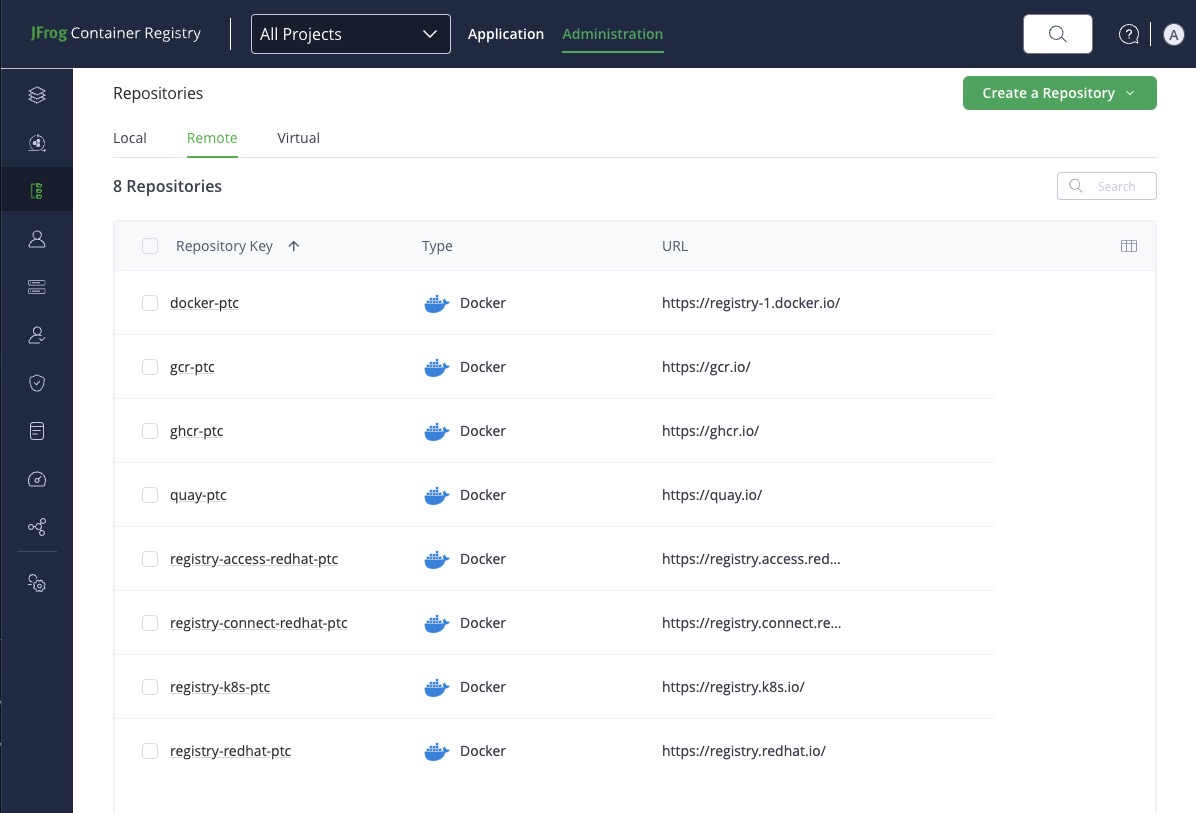 JFrog Container Registry
All Projects
Application
Administration
?
A
Repositories
Create a Repository
Local
Remote
Virtual
8 Repositories
Search
Repository Key
Type
URL
docker-ptc Docker https://registry-1.docker.io/
gcr-ptc Docker https://gcr.io/
ghcr-ptc Docker https://ghcr.io/
quay-ptc Docker https://quay.io/
registry-access-redhat-ptc Docker https://registry.access.red...
registry-connect-redhat-ptc Docker https://registry.connect.re...
registry-k8s-ptc Docker https://registry.k8s.io/
registry-redhat-ptc Docker https://registry.redhat.io/